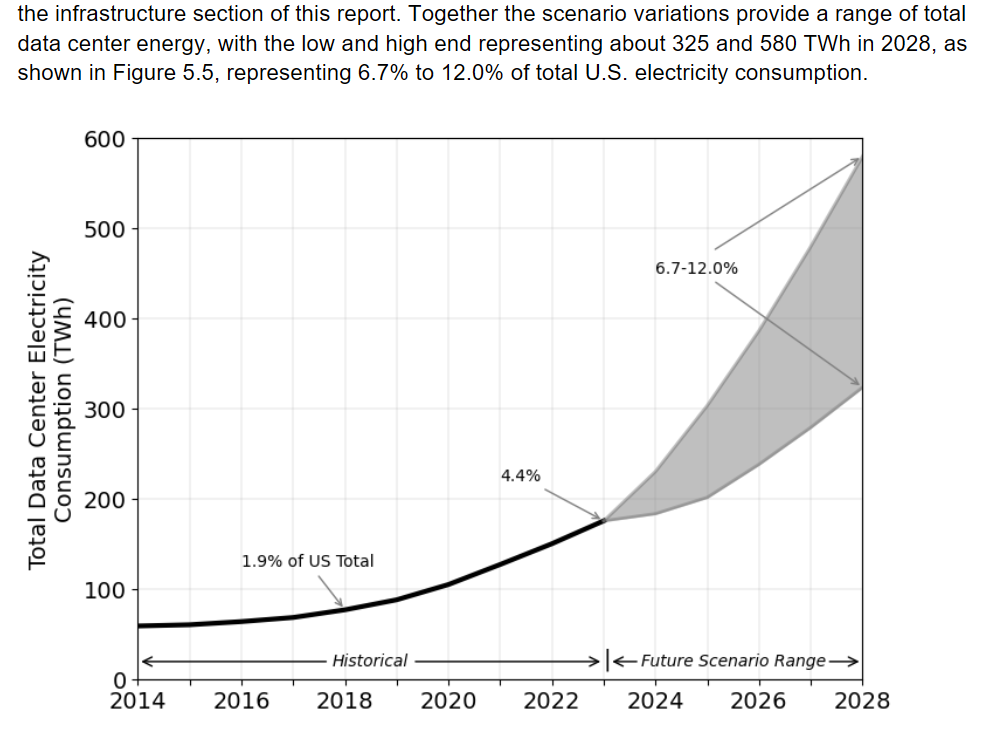 the infrastructure section of this report. Together the scenario variations provide a range of total
data center energy, with the low and high end representing about 325 and 580 TWh in 2028, as
shown in Figure 5.5, representing 6.7% to 12.0% of total U.S. electricity consumption.
Total Data Center Electricity
Consumption (TWh)
600
500
400
300
200
100
0
6.7-12.0%
4.4%
1.9% of US Total
Historical
Future Scenario Range
2014
2016
2018
2020
2022
2024
2026
2028